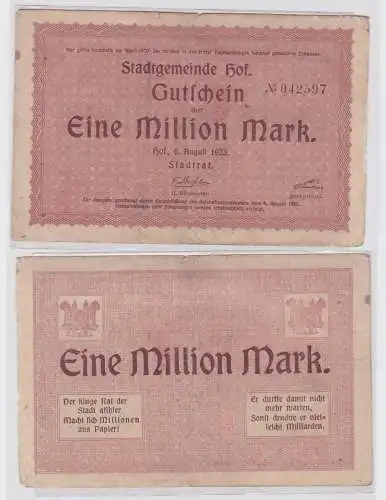 Stadtgemeinde Hof.
Gutschein № 042597
über
Eine Million Mark.
Hof, 6. August 1923.
Stadtrat.
Eine Million Mark.
Der kluge Rat der
Stadt allhier
Macht sich Millionen
aus Papier!
Er durfte damit nicht
mehr warten,
Sonst druckte er viel-
leicht Milliarden.